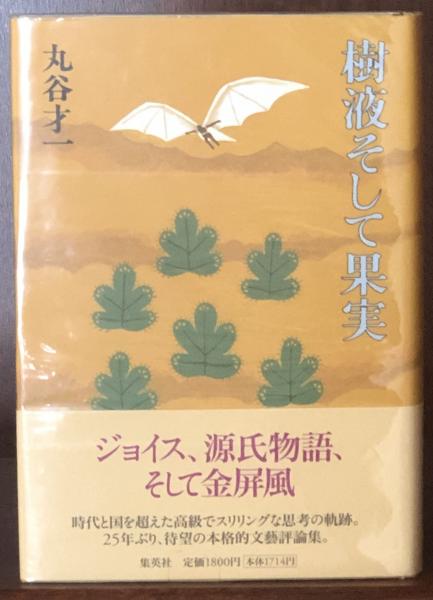 樹液そして果実
丸谷才一
ジョイス、源氏物語、
そして金屏風
時代と国を超えた高級でスリリングな思考の軌跡。
25年ぶり、待望の本格的文藝評論集。
集英社 定価1800円 本体1714円